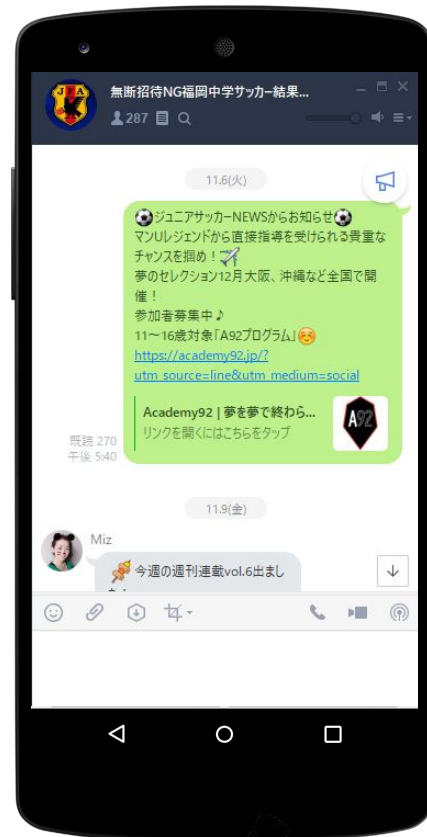 JFA
無断招待NG福岡中学サッカー結果...
287
11.6(火)
⚽ジュニアサッカーNEWSからお知らせ⚽
マンUレジェンドから直接指導を受けられる貴重な
チャンスを掴め！
夢のセレクション12月大阪、沖縄など全国で開
催！
参加者募集中♪
11～16歳対象「A92プログラム」☺
https://academy92.jp/?
utm_source=line&utm_medium=social
Academy92 | 夢を夢で終わら...
リンクを開くにはこちらをタップ
A92
既読 270
午後 5:40
11.9(金)
Miz
🍡今週の週刊連載vol.6出まし